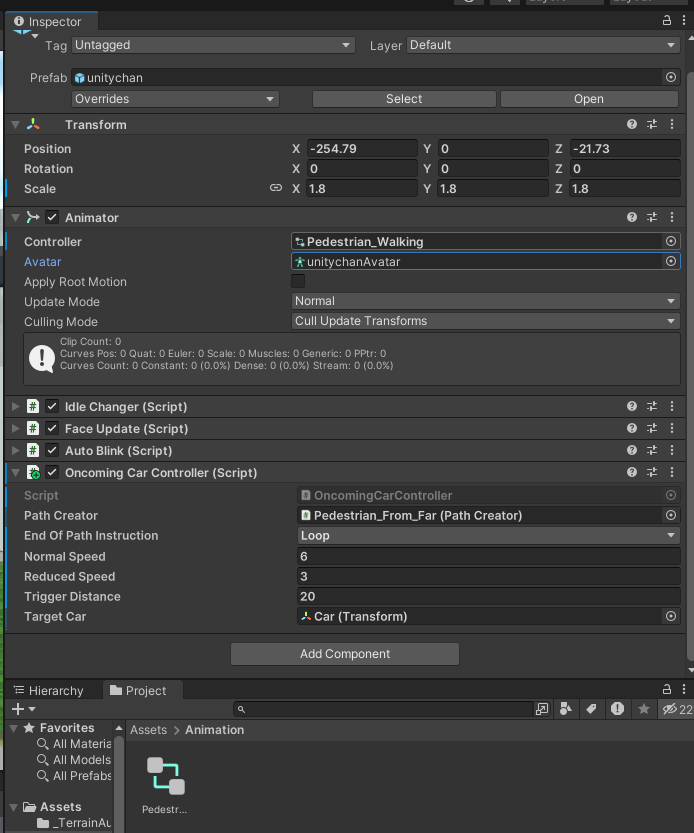 Inspector
Tag Untagged Layer Default
Prefab unitychan
Overrides Select Open
Transform
Position X -254.79 Y 0 Z -21.73
Rotation X 0 Y 0 Z 0
Scale X 1.8 Y 1.8 Z 1.8
Animator
Controller Pedestrian_Walking
Avatar unitychanAvatar
Apply Root Motion
Update Mode Normal
Culling Mode Cull Update Transforms
Clip Count: 0
Curves Pos: 0 Quat: 0 Euler: 0 Scale: 0 Muscles: 0 Generic: 0 PPtr: 0
Curves Count: 0 Constant: 0 (0.0%) Dense: 0 (0.0%) Stream: 0 (0.0%)
# Idle Changer (Script)
# Face Update (Script)
# Auto Blink (Script)
# Oncoming Car Controller (Script)
Script # OncomingCarController
Path Creator # Pedestrian_From_Far (Path Creator)
End Of Path Instruction Loop
Normal Speed 6
Reduced Speed 3
Trigger Distance 20
Target Car Car (Transform)
Add Component
Hierarchy Project
22
Favorites Assets > Animation
All Materia
All Models
All Prefabs
Assets
_TerrainAu
Pedestr...